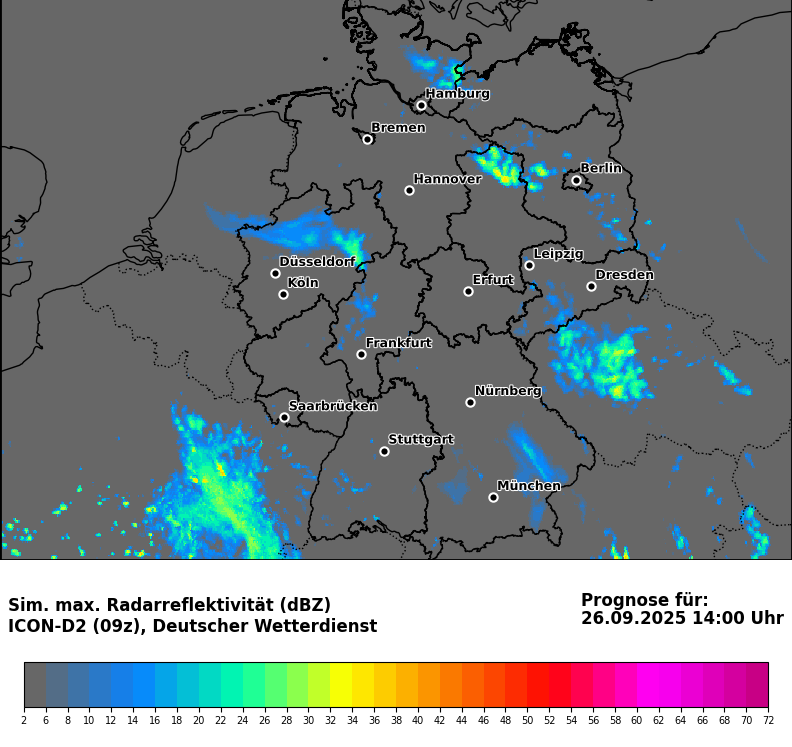 Hamburg
Bremen
Berlin
Hannover
Leipzig
Düsseldorf
Dresden
Erfurt
Köln
Frankfurt
Nürnberg
Saarbrücken
Stuttgart
München
Sim. max. Radarreflektivität (dBZ)
ICON-D2 (09z), Deutscher Wetterdienst
Prognose für:
26.09.2025 14:00 Uhr
2 6 8 10 12 14 16 18 20 22 24 26 28 30 32 34 36 38 40 42 44 46 48 50 52 54 56 58 60 62 64 66 68 70 72